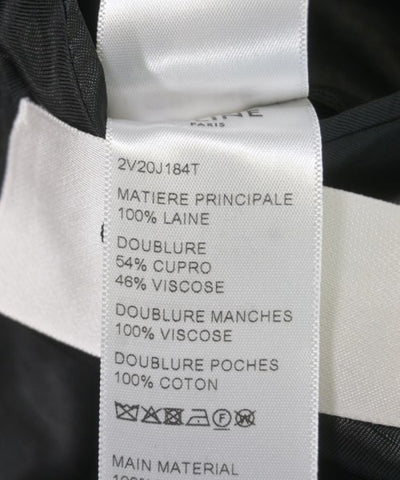 PARIS
2V20J184T
MATIERE PRINCIPALE
100% LAINE
DOUBLURE
54% CUPRO
46% VISCOSE
DOUBLURE MANCHES
100% VISCOSE
DOUBLURE POCHES
100% COTON
MAIN MATERIAL